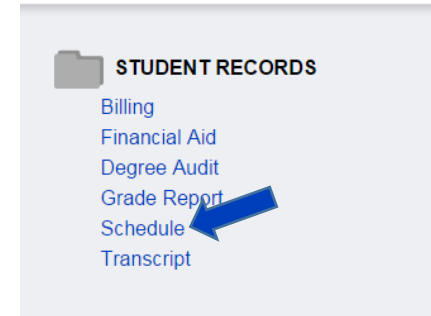 STUDENT RECORDS
Billing
Financial Aid
Degree Audit
Grade Report
Schedule
Transcript